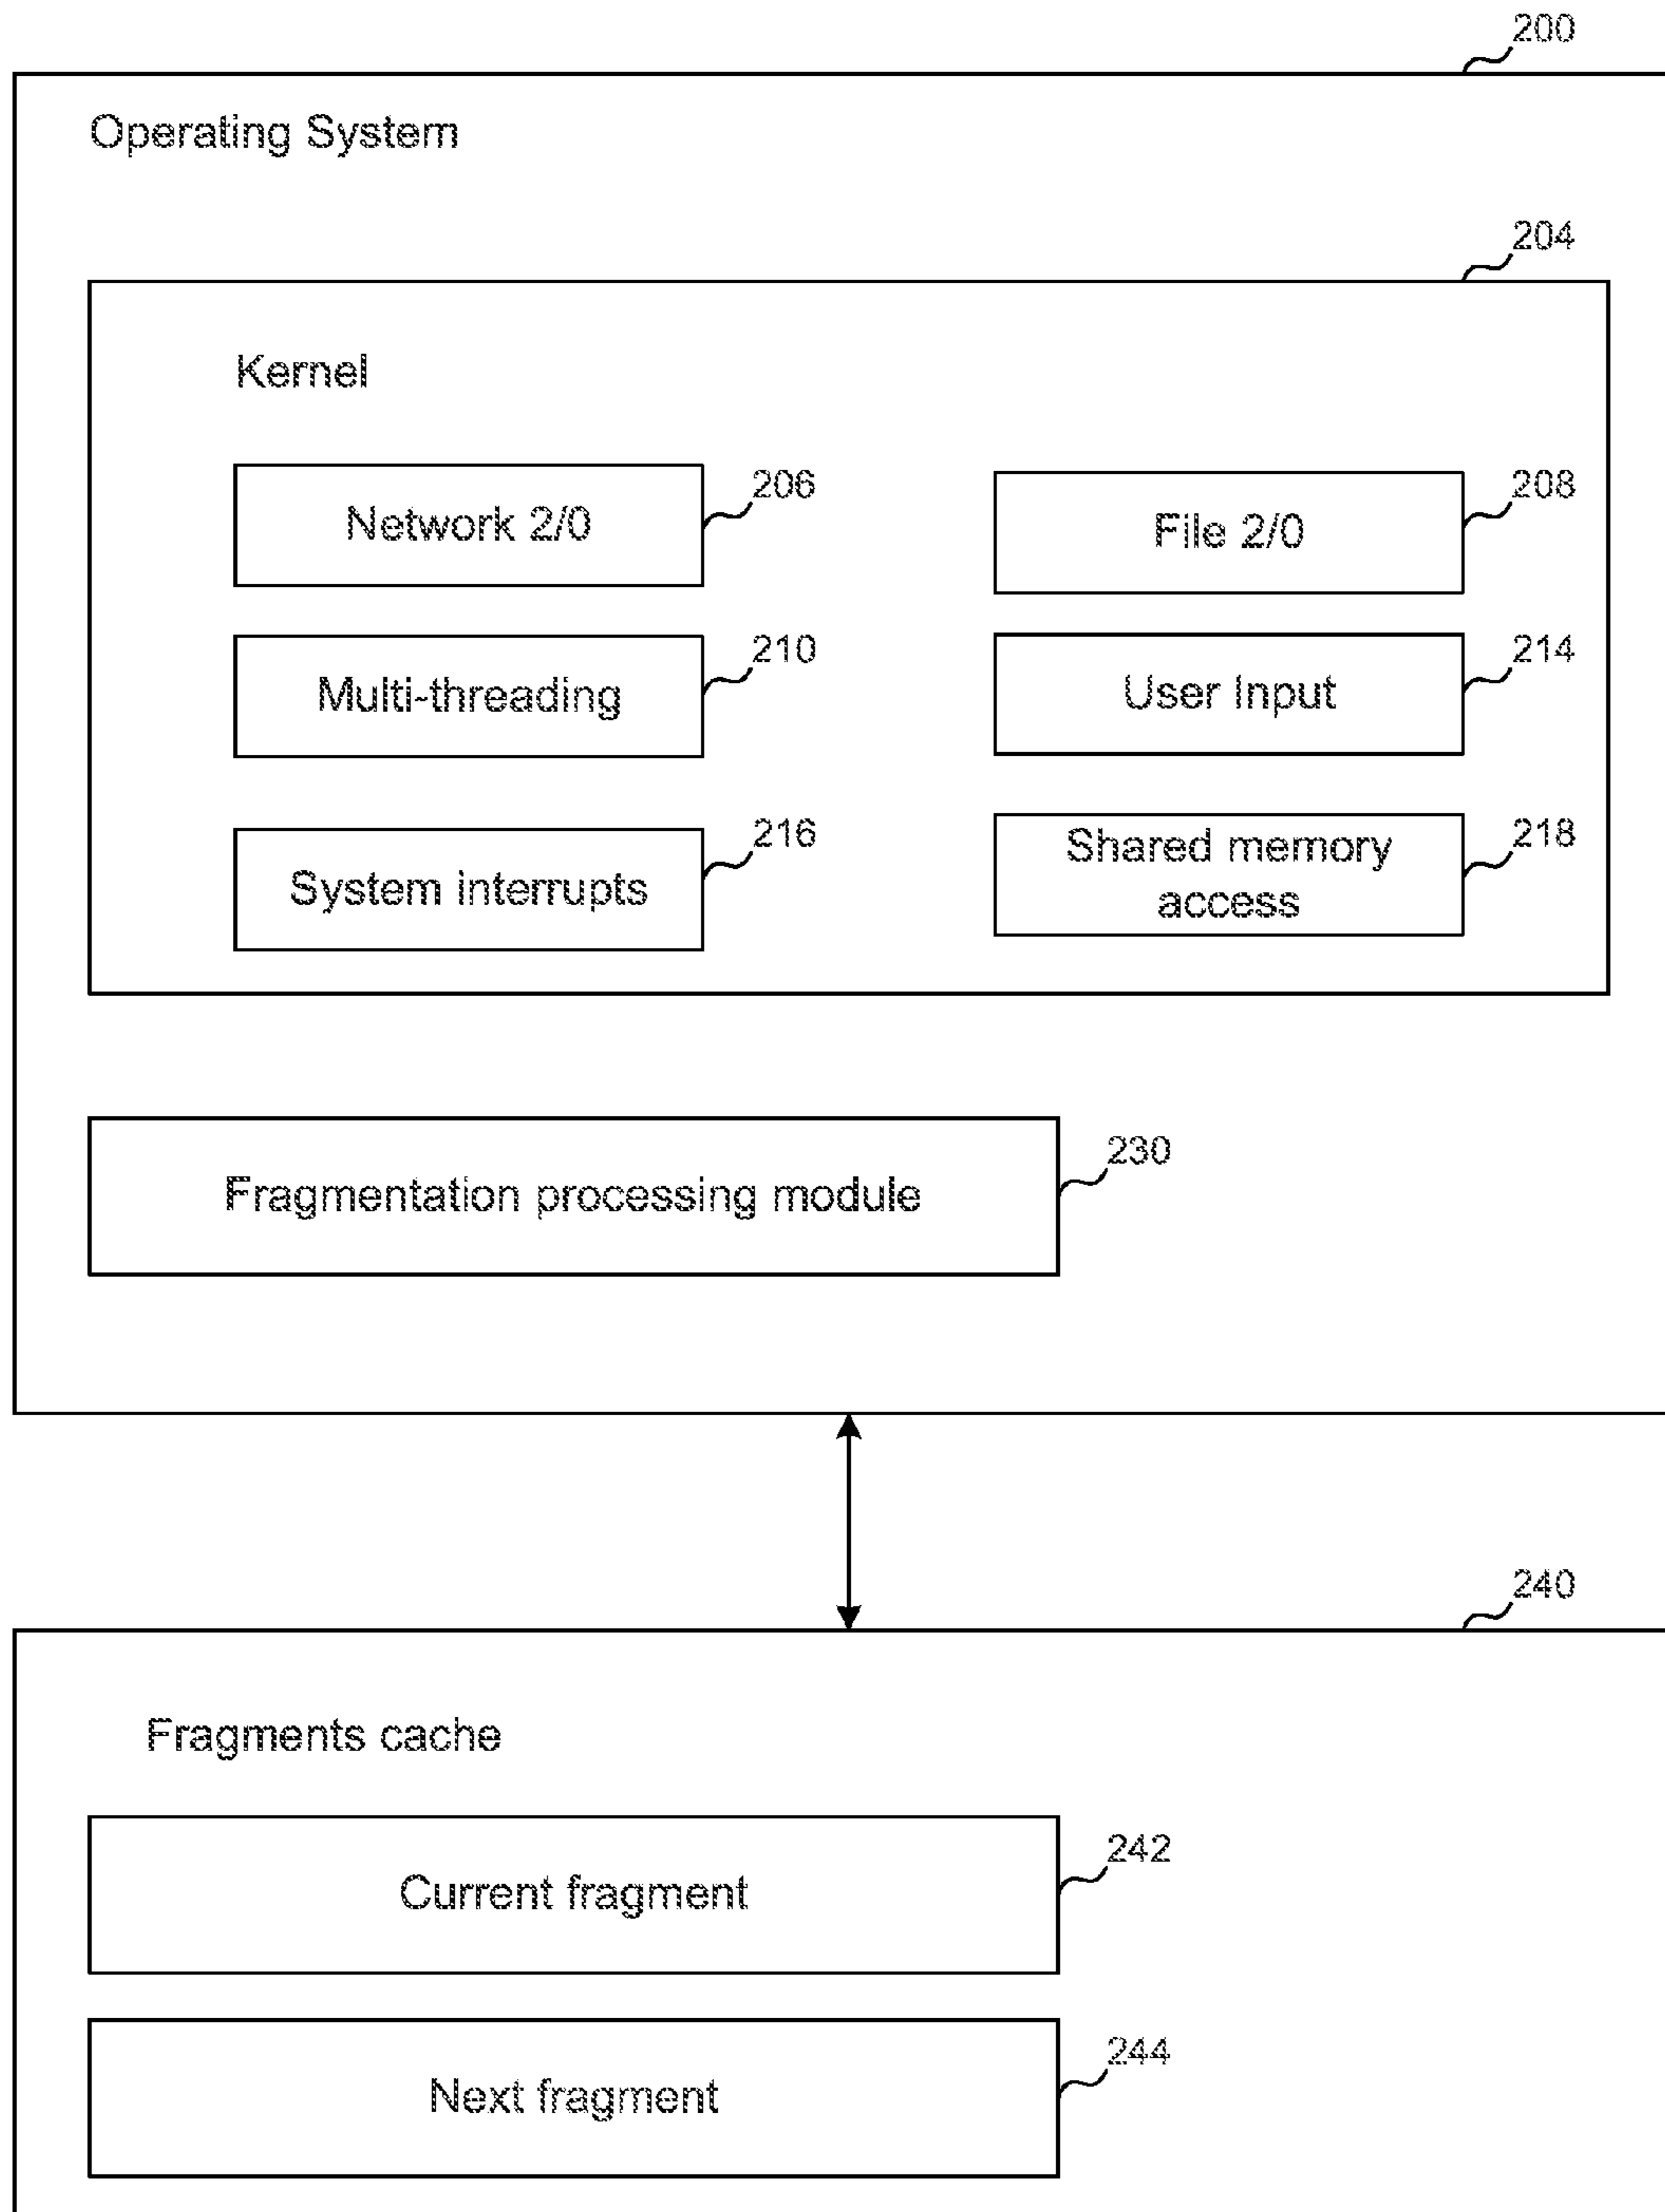 200
Operating System
204
Kernel
Network 2/0
206
File 2/0
208
Multi-threading
210
User Input
214
System interrupts
216
Shared memory
access
218
Fragmentation processing module
230
240
Fragments cache
Current fragment
242
Next fragment
244